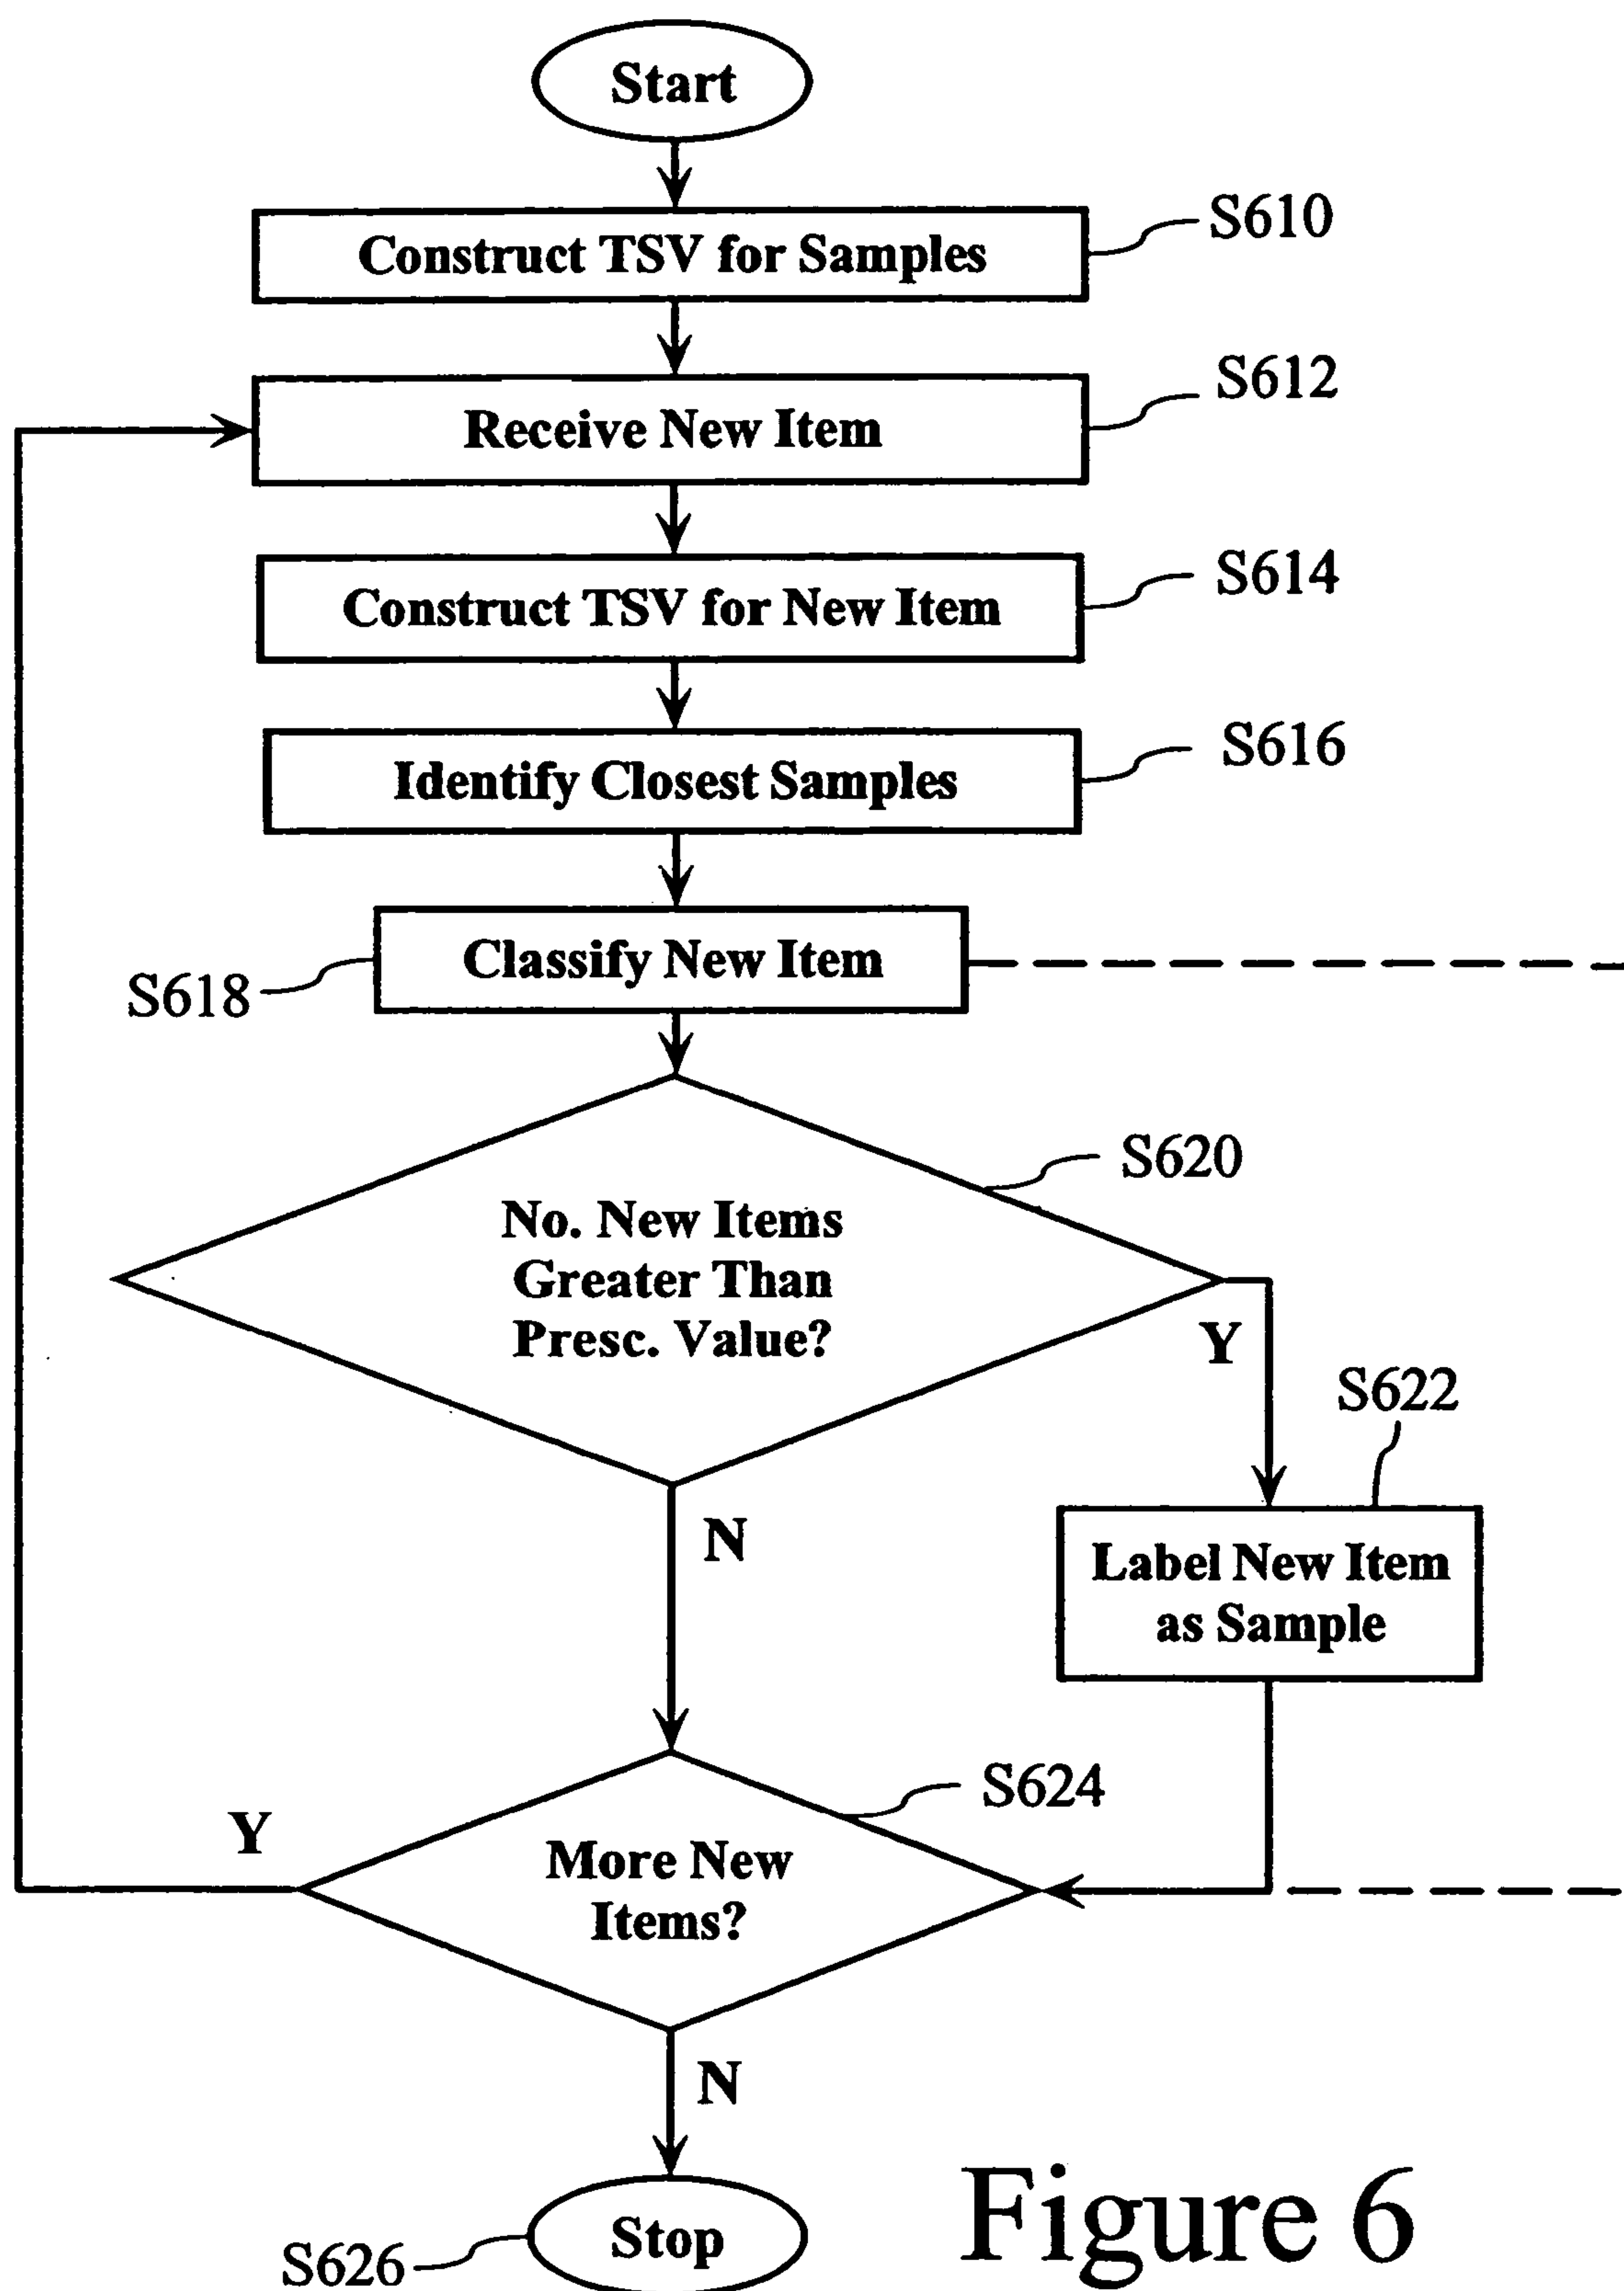 Start
Construct TSV for Samples
S610
Receive New Item
S612
Construct TSV for New Item
S614
Identify Closest Samples
S616
Classify New Item
S618
No. New Items
Greater Than
Presc. Value?
S620
Y
N
S622
Label New Item
as Sample
More New
Items?
S624
Y
N
Stop
S626
Figure 6